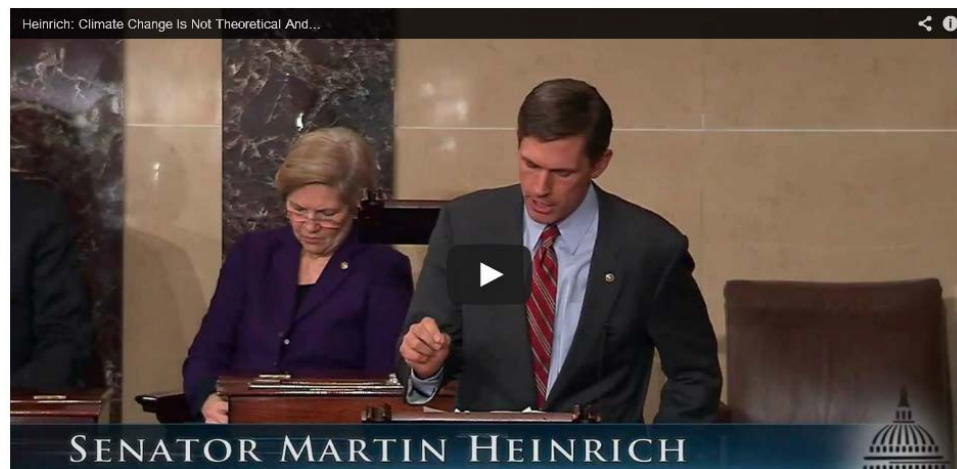 Heinrich: Climate Change Is Not Theoretical And...
SENATOR MARTIN HEINRICH